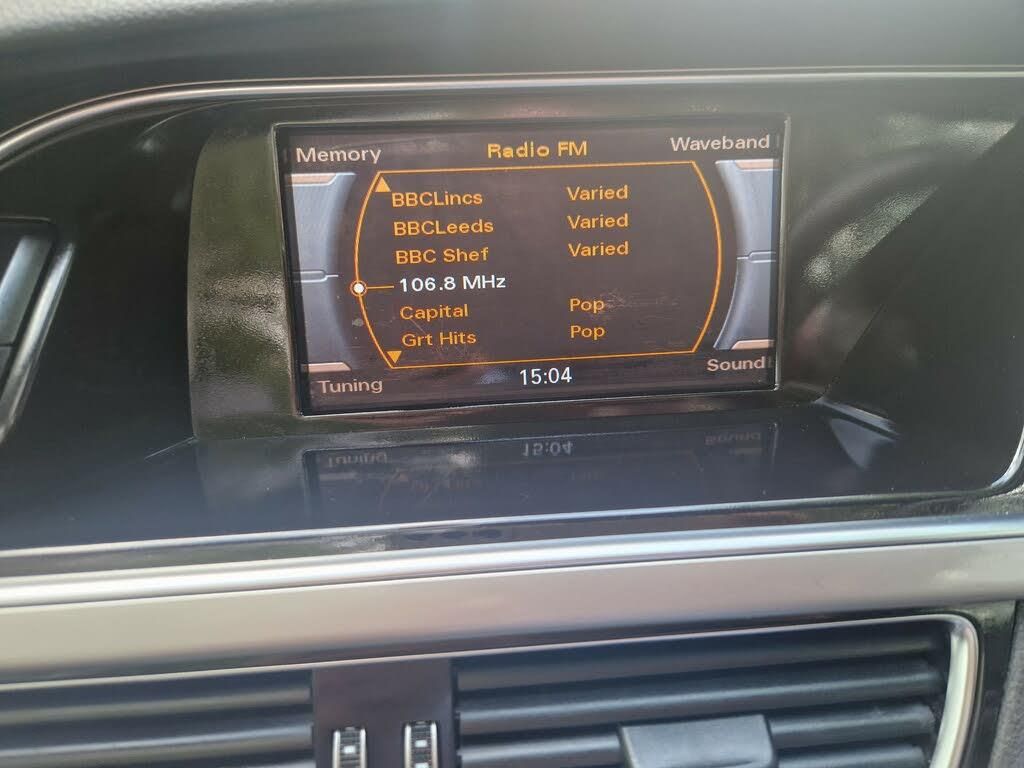 Memory Radio FM Waveband
BBCLincs Varied
BBCLeeds Varied
BBC Shef Varied
106.8 MHz
Capital Pop
Grt Hits Pop
Tuning 15:04 Sound